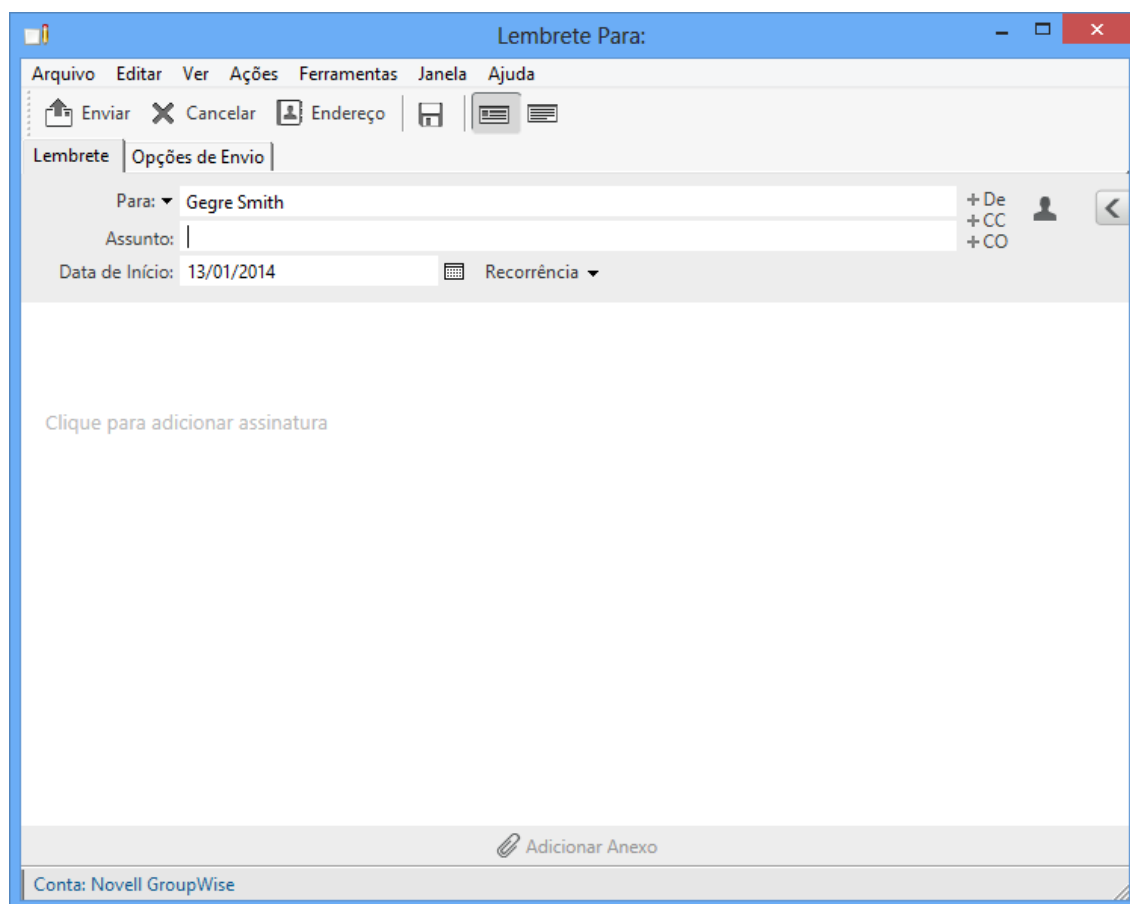 Lembrete Para:
Arquivo Editar Ver Ações Ferramentas Janela Ajuda
Enviar Cancelar Endereço
Lembrete Opções de Envio
Para: Gegre Smith +De
+CC
Assunto:
+CO
Data de Início: 13/01/2014 Recorrência
Clique para adicionar assinatura
Adicionar Anexo
Conta: Novell GroupWise